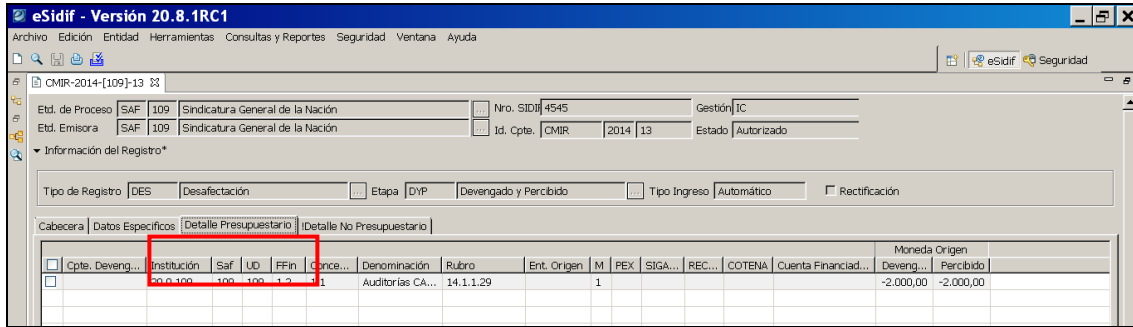 eSidif - Versión 20.8.1RC1
Archivo Edición Entidad Herramientas Consultas y Reportes Seguridad Ventana Ayuda
eSidif Seguridad
CMIR-2014-[109]-13
Etd. de Proceso SAF 109 Sindicatura General de la Nación ... Nro. SIDIF 4545 Gestión IC
Etd. Emisora SAF 109 Sindicatura General de la Nación ... Id. Cpte. CMIR 2014 13 Estado Autorizado
Información del Registro*
Tipo de Registro DES Desafectación ... Etapa DYP Devengado y Percibido ... Tipo Ingreso Automático Rectificación
Cabecera Datos Especificos Detalle Presupuestario !Detalle No Presupuestario
Moneda Origen
Cpte. Deveng... Institución Saf UD FFin Conce... Denominación Rubro Ent. Origen M PEX SIGA... REC... COTENA Cuenta Financiad... Deveng... Percibido
109 109 Auditorías CA... 14.1.1.29 1 -2.000,00 -2.000,00